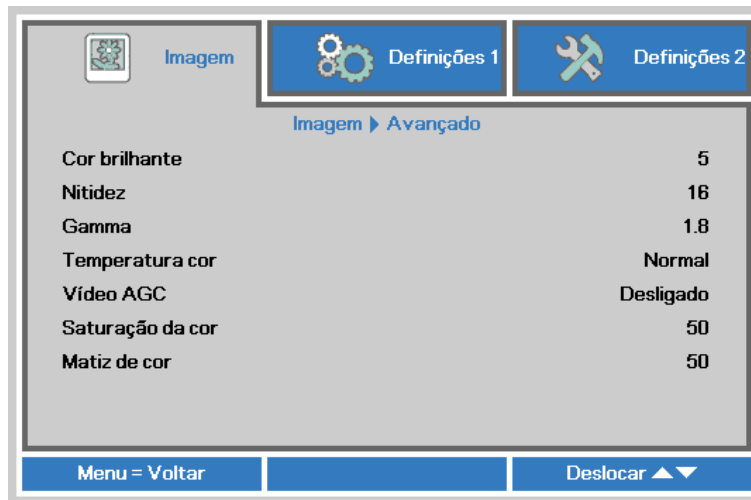 Imagem Definições 1 Definições 2
Imagem Avançado
Cor brilhante 5
Nitidez 16
Gamma 1.8
Temperatura cor Normal
Vídeo AGC Desligado
Saturação da cor 50
Matiz de cor 50
Menu = Voltar Deslocar